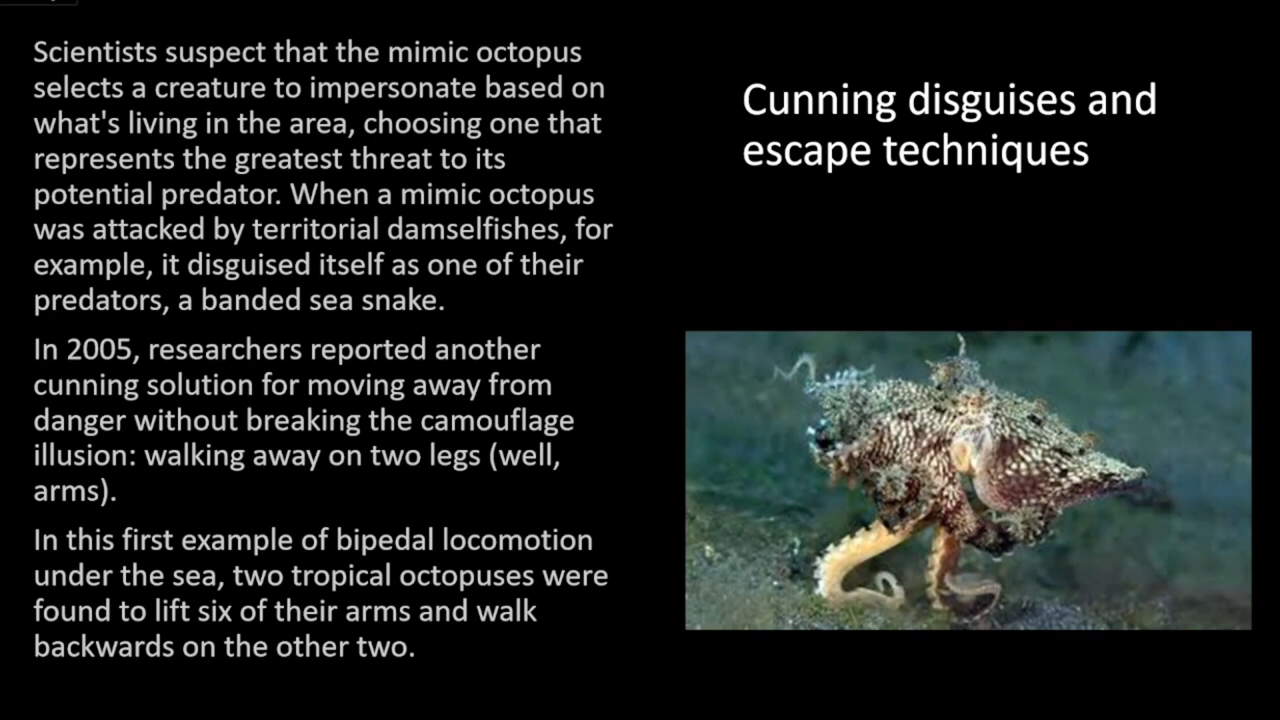 Scientists suspect that the mimic octopus
selects a creature to impersonate based on
what's living in the area, choosing one that
represents the greatest threat to its
potential predator. When a mimic octopus
was attacked by territorial damselfishes, for
example, it disguised itself as one of their
predators, a banded sea snake.
In 2005, researchers reported another
cunning solution for moving away from
danger without breaking the camouflage
illusion: walking away on two legs (well,
arms).
In this first example of bipedal locomotion
under the sea, two tropical octopuses were
found to lift six of their arms and walk
backwards on the other two.
Cunning disguises and
escape techniques